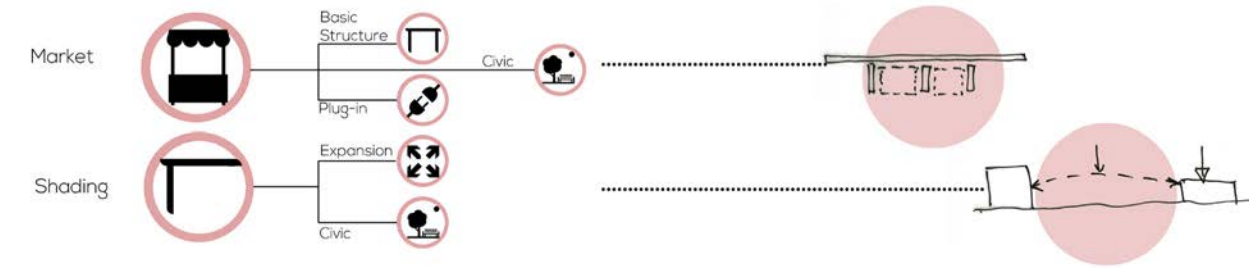 Market
Basic
Structure
Civic
Plug-in
Shading
Expansion
Civic